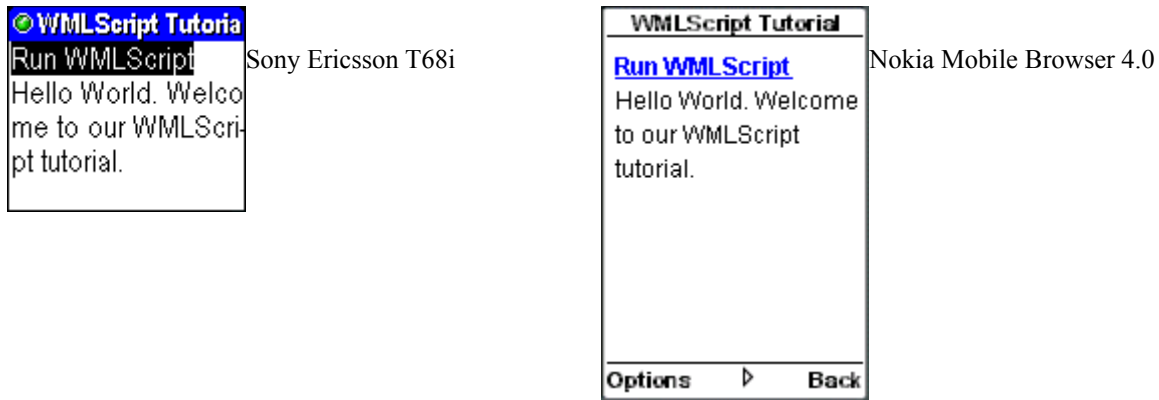 WMLScript Tutoria
Run WMLScript
Hello World. Welco
me to our WMLScri-
pt tutorial.
Sony Ericsson T68i
WMLScript Tutorial
Run WMLScript
Hello World. Welcome
to our WMLScript
tutorial.
Options Back
Nokia Mobile Browser 4.0